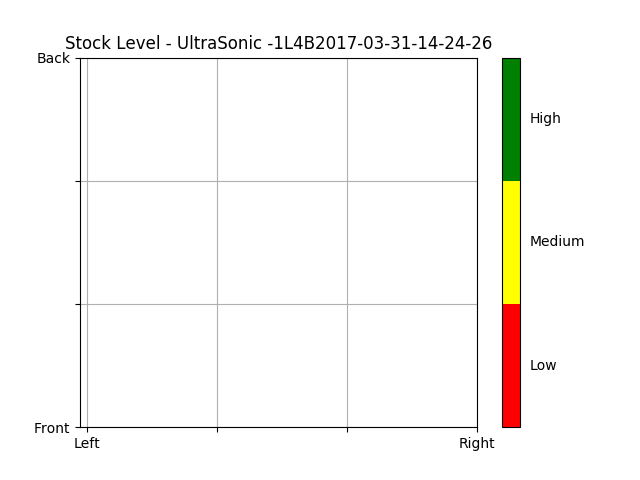 Stock Level - UltraSonic -1L4B2017-03-31-14-24-26
Back
High
Medium
Low
Front
Left
Right